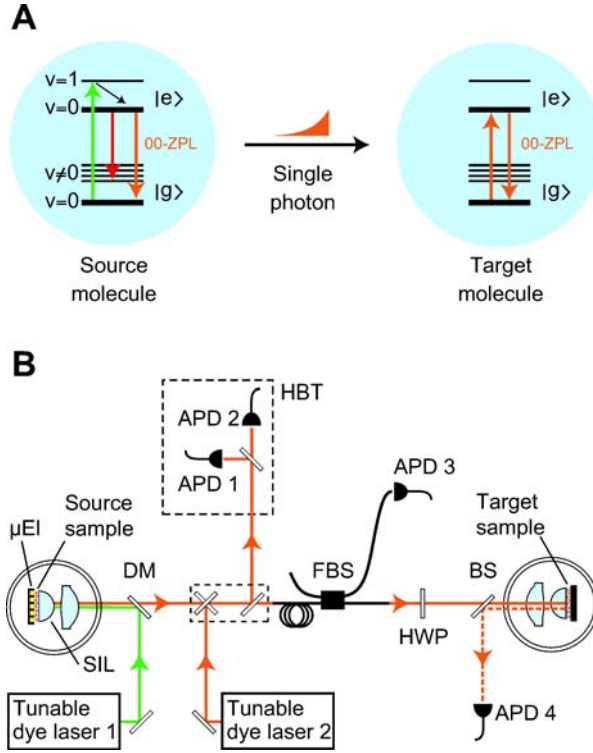 A
v=1
v=0
|e>
00-ZPL
v≠0
v=0
|g>
Source
molecule
Single
photon
|e>
00-ZPL
|g>
Target
molecule
B
HBT
APD 2
APD 1
APD 3
Source
sample
µEl
DM
SIL
FBS
HWP
BS
Target
sample
APD 4
Tunable
dye laser 1
Tunable
dye laser 2